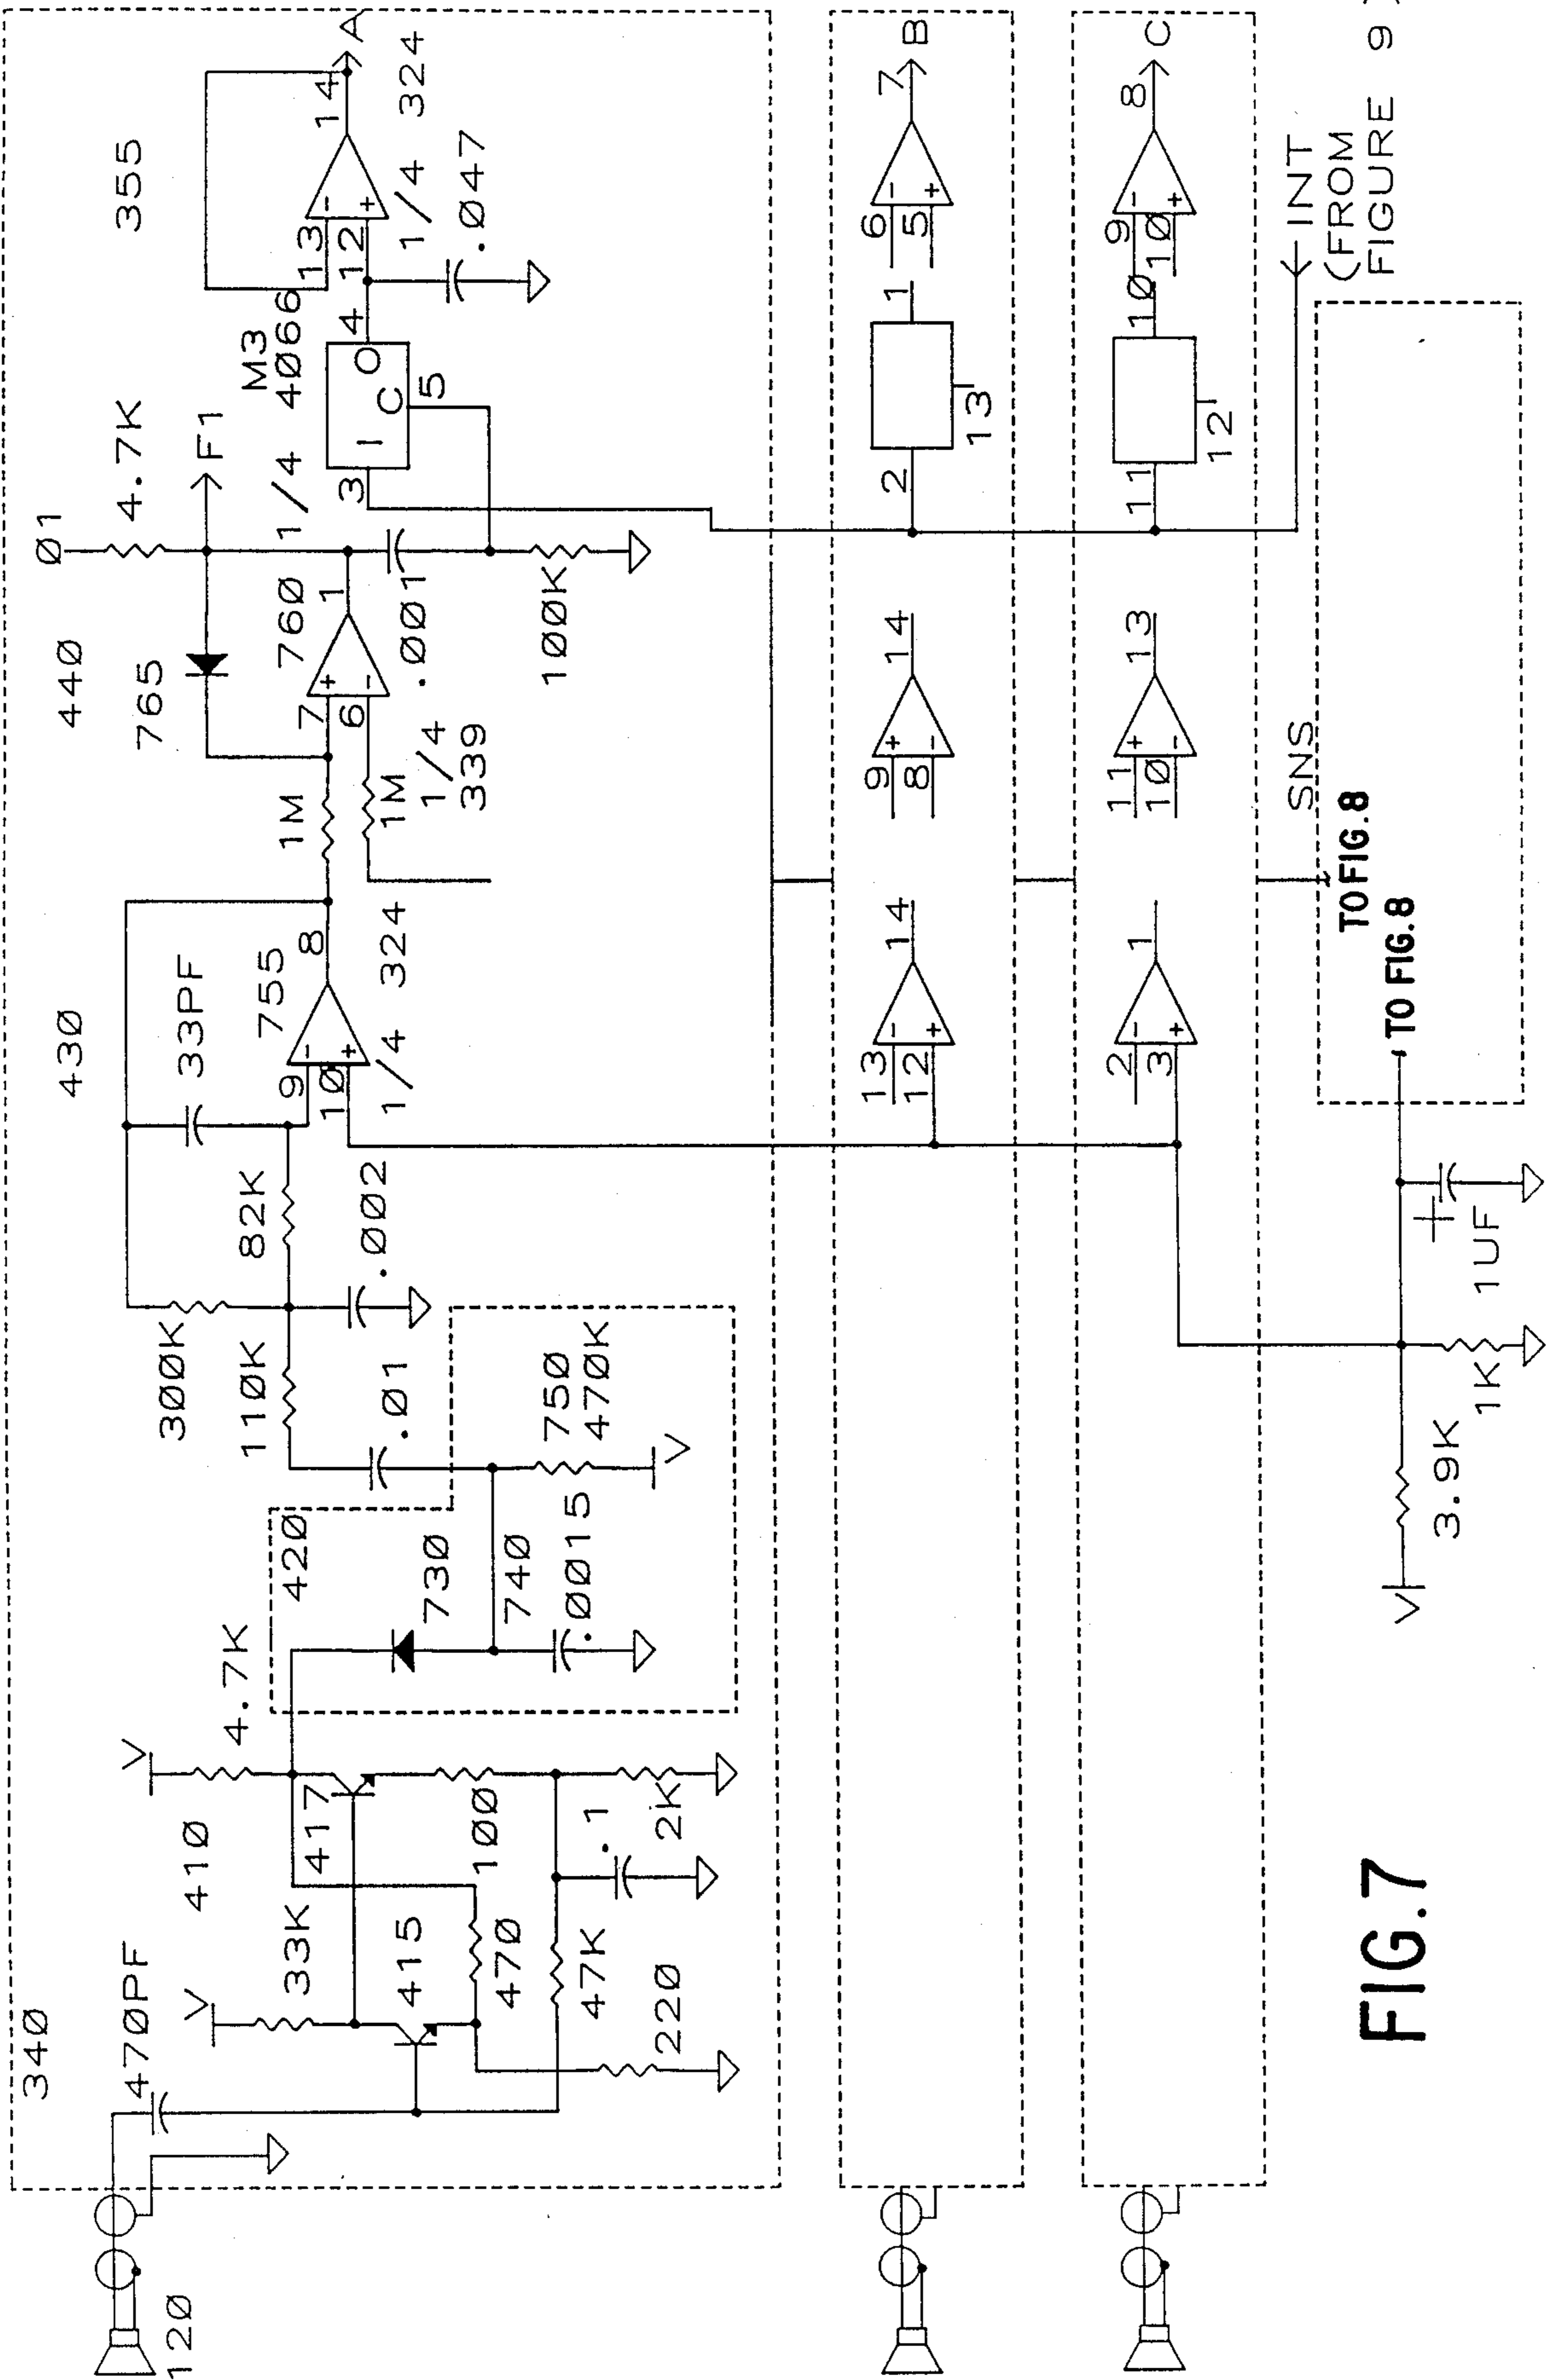 340
120
470PF
V
33K
410
V
4.7K
417
415
470
100
47K
.1
2K
220
420
730
740
.0015
750
470K
.01
300K
110K
82K
.002
430
33PF
755
9
10
8
-
+
1/4 324
1M
1M
440
765
760
7
6
1
+
-
1/4
339
.001
100K
Ø1
4.7K
F1
1/4 4066
M3
3
I
C
O
4
5
355
13
12
14
-
+
1/4 324
.047
A
V
13
12
14
-
+
9
8
14
+
-
2
1
13
6
5
7
-
+
B
2
3
1
-
+
11
10
13
+
-
11
10
12
9
10
8
-
+
C
SNS
INT
(FROM
FIGURE 9)
TO FIG.8
TO FIG.8
V
3.9K
1K
+
1UF
FIG.7